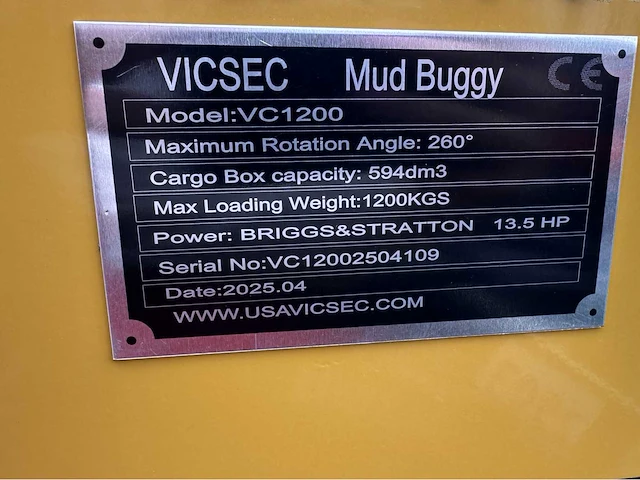 VICSEC Mud Buggy CE
Model:VC1200
Maximum Rotation Angle: 260°
Cargo Box capacity: 594dm3
Max Loading Weight:1200KGS
Power: BRIGGS&STRATTON 13.5 HP
Serial No:VC12002504109
Date:2025.04
WWW.USAVICSEC.COM